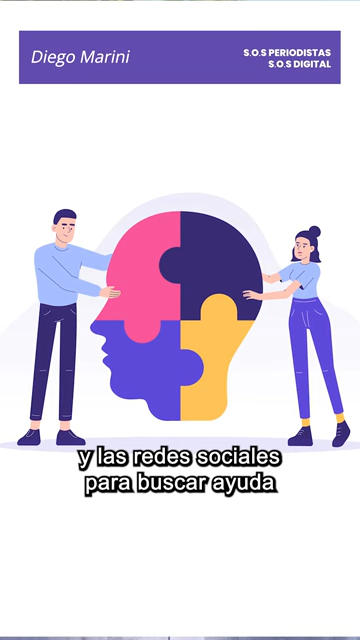 Diego Marini
S.O.S PERIODISTAS
S.O.S DIGITAL
y las redes sociales
para buscar ayuda